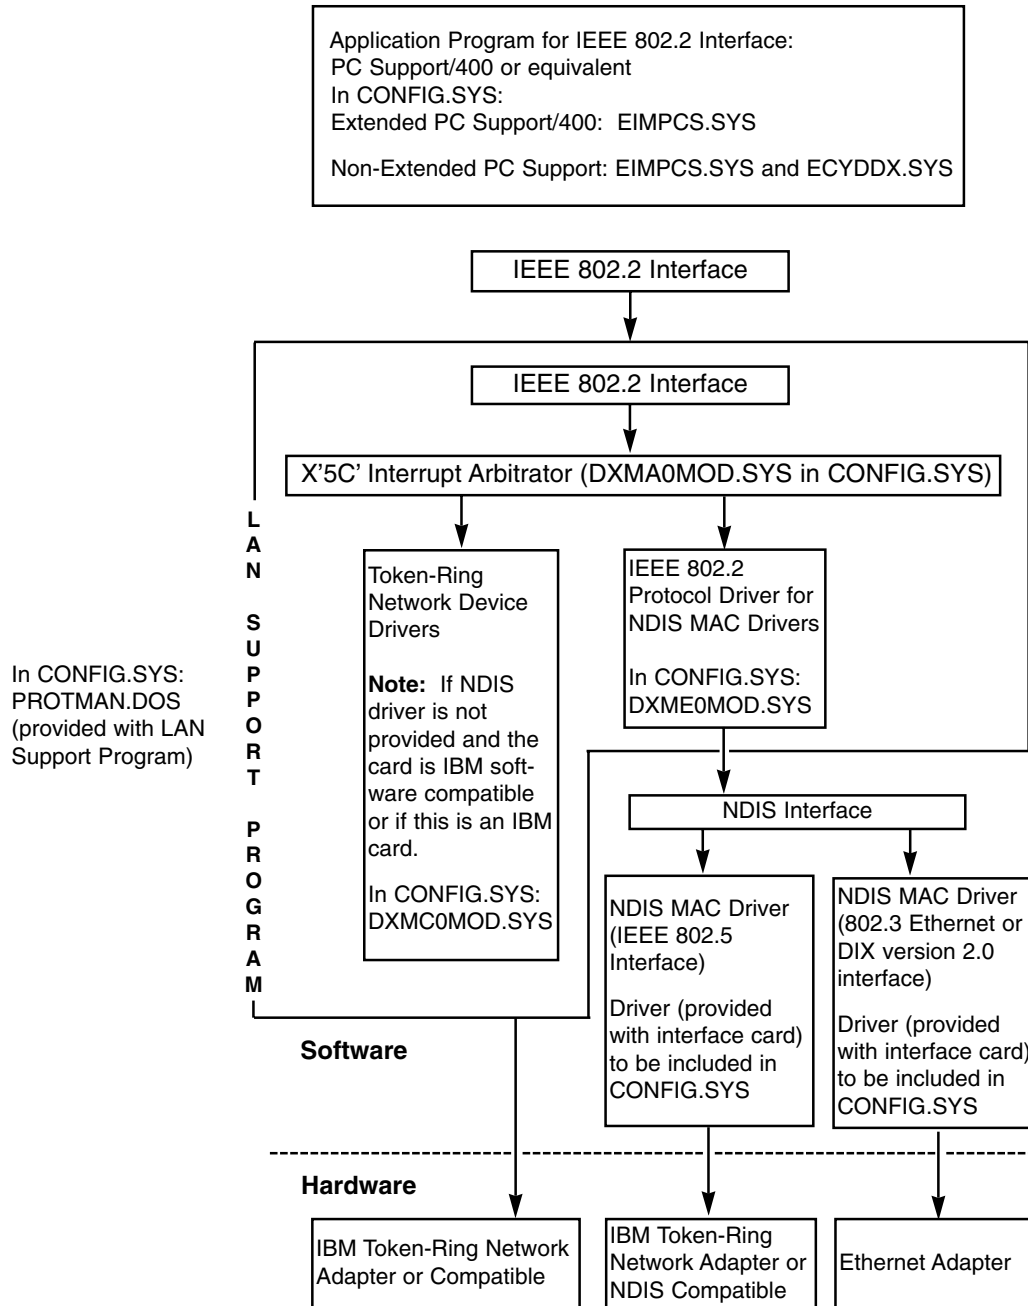 Application Program for IEEE 802.2 Interface:
PC Support/400 or equivalent
In CONFIG.SYS:
Extended PC Support/400: EIMPCS.SYS
Non-Extended PC Support: EIMPCS.SYS and ECYDDX.SYS
IEEE 802.2 Interface
IEEE 802.2 Interface
X'5C' Interrupt Arbitrator (DXMA0MOD.SYS in CONFIG.SYS)
LAN SUPPORT PROGRAM
In CONFIG.SYS:
PROTMAN.DOS
(provided with LAN
Support Program)
Token-Ring
Network Device
Drivers
Note: If NDIS
driver is not
provided and the
card is IBM soft-
ware compatible
or if this is an IBM
card.
In CONFIG.SYS:
DXMC0MOD.SYS
IEEE 802.2
Protocol Driver for
NDIS MAC Drivers
In CONFIG.SYS:
DXME0MOD.SYS
NDIS Interface
NDIS MAC Driver
(IEEE 802.5
Interface)
Driver (provided
with interface card)
to be included in
CONFIG.SYS
NDIS MAC Driver
(802.3 Ethernet or
DIX version 2.0
interface)
Driver (provided
with interface card)
to be included in
CONFIG.SYS
Software
Hardware
IBM Token-Ring Network
Adapter or Compatible
IBM Token-Ring
Network Adapter or
NDIS Compatible
Ethernet Adapter